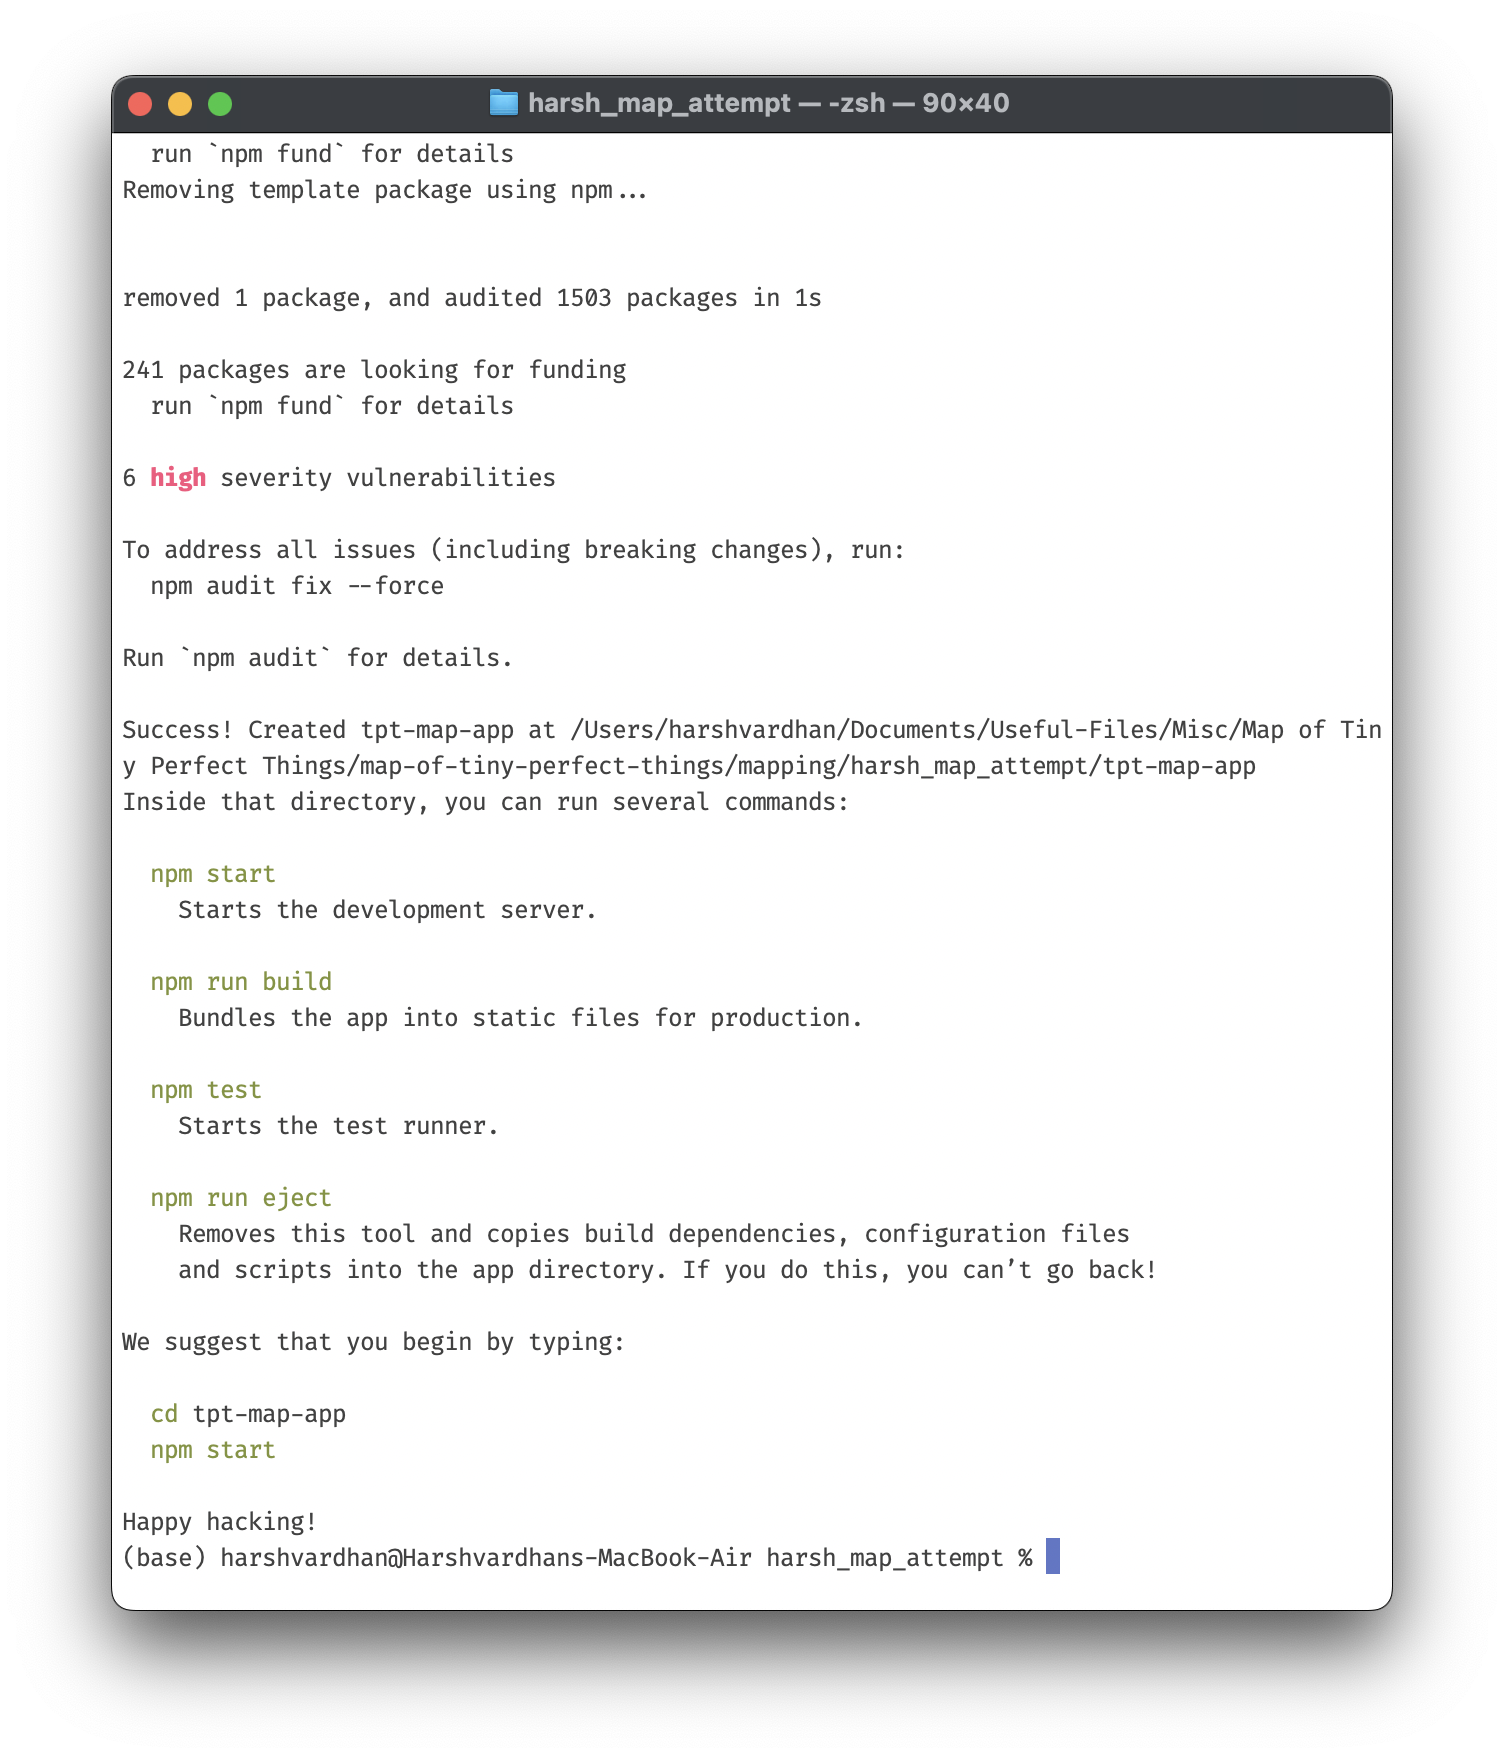 harsh_map_attempt — -zsh — 90×40
run `npm fund` for details
Removing template package using npm...
removed 1 package, and audited 1503 packages in 1s
241 packages are looking for funding
run `npm fund` for details
6 high severity vulnerabilities
To address all issues (including breaking changes), run:
npm audit fix --force
Run `npm audit` for details.
Success! Created tpt-map-app at /Users/harshvardhan/Documents/Useful-Files/Misc/Map of Tin
y Perfect Things/map-of-tiny-perfect-things/mapping/harsh_map_attempt/tpt-map-app
Inside that directory, you can run several commands:
npm start
Starts the development server.
npm run build
Bundles the app into static files for production.
npm test
Starts the test runner.
npm run eject
Removes this tool and copies build dependencies, configuration files
and scripts into the app directory. If you do this, you can’t go back!
We suggest that you begin by typing:
cd tpt-map-app
npm start
Happy hacking!
(base) harshvardhan@Harshvardhans-MacBook-Air harsh_map_attempt %